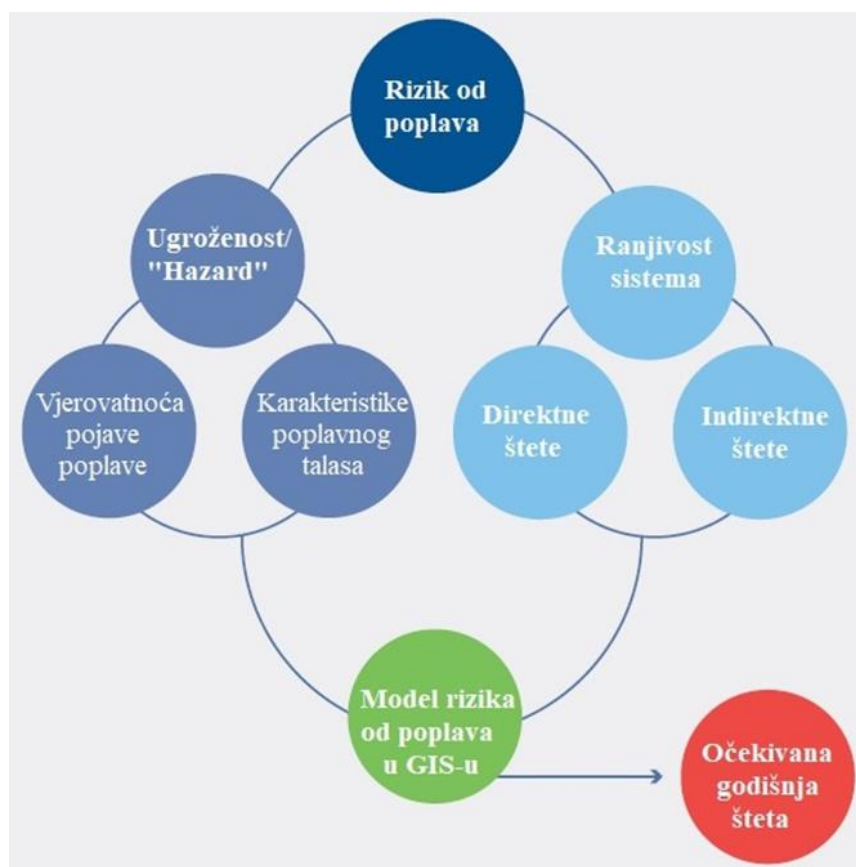 Rizik od
poplava
Ugroženost/
"Hazard"
Ranjivost
sistema
Vjerovatnoća
pojave
poplave
Karakteristike
poplavnog
talasa
Direktne
štete
Indirektne
štete
Model rizika
od poplava
u GIS-u
Očekivana
godišnja
šteta